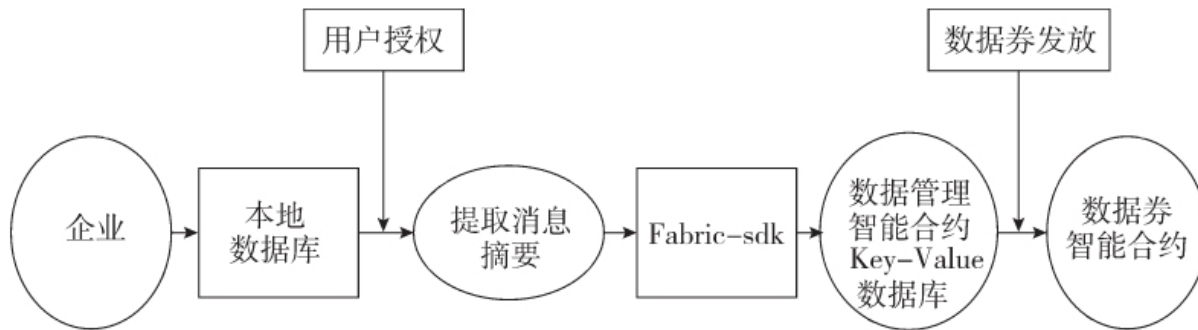 用户授权
数据券发放
企业
本地
数据库
提取消息
摘要
Fabric-sdk
数据管理
智能合约
Key-Value
数据库
数据券
智能合约